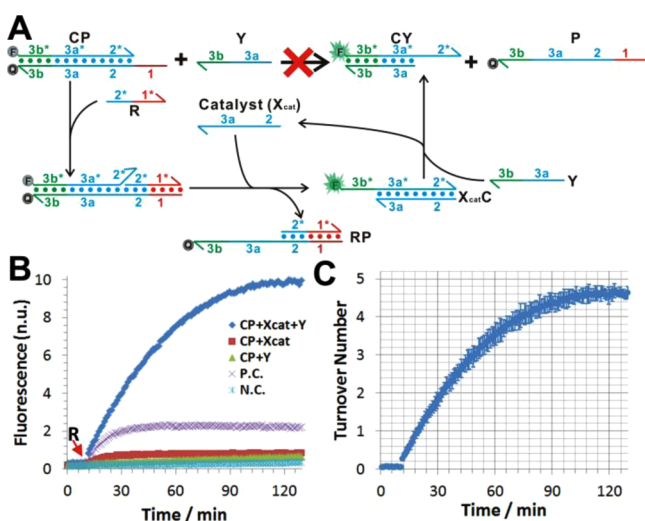 A
CP Y CY P
F 3b* 3a* 2* + 3b 3a F 3b* 3a* 2* + Q 3b 3a 2 1
Q 3b 3a 2 1 3b 3a
2* 1*
R
Catalyst (Xcat)
3a 2
F 3b* 3a* 2* 2* 1*
Q 3b 3a 2 1
F 3b* 3a* 2*
3a 2 XcatC
3b 3a Y
2* 1*
Q 3b 3a 2 1
RP
B
Fluorescence (n.u.)
10
8
6
4
2
0
R
CP+Xcat+Y
CP+Xcat
CP+Y
P.C.
N.C.
0 30 60 90 120
Time / min
C
Turnover Number
5
4
3
2
1
0
0 30 60 90 120
Time / min